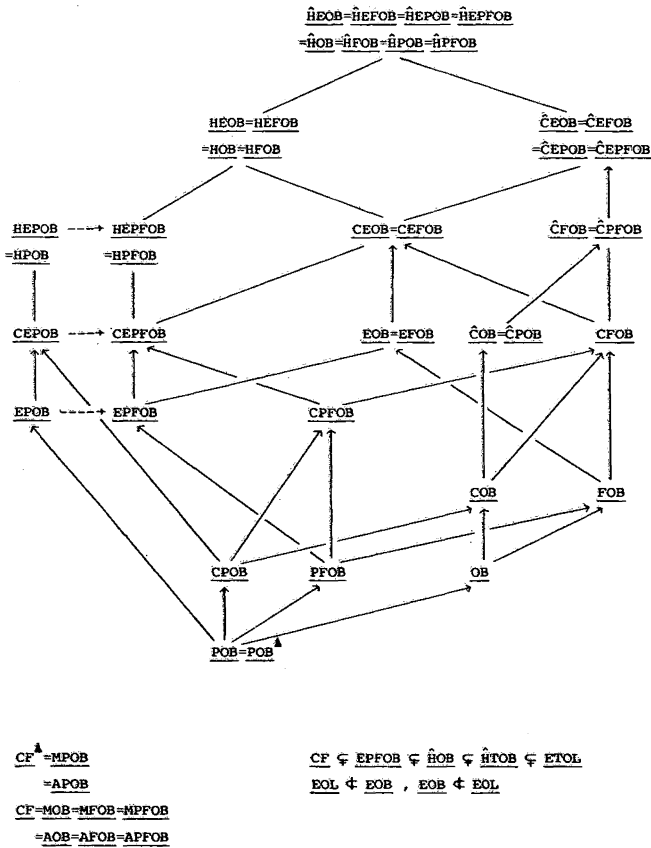 ĤEOB=ĤEFOB=ĤEPOB=ĤEPFOB
=ĤOB=ĤFOB=ĤPOB=ĤPFOB
HEOB=HEFOB ĈEOB=ĈEFOB
=HOB=HFOB =ĈEPOB=ĈEPFOB
HEPOB HEPFOB CEOB=CEFOB ĈFOB=ĈPFOB
=HPOB =HPFOB
CEPOB CEPFOB EOB=EFOB ĈOB=ĈPOB CFOB
EPOB EPFOB CPFOB
COB FOB
CPOB PFOB OB
POB=POB▲
CF▲=MPOB CF ⊊ EPFOB ⊊ ĤOB ⊊ ĤTOB ⊊ ETOL
=APOB EOL ⊄ EOB , EOB ⊄ EOL
CF=MOB=MFOB=MPFOB
=AOB=AFOB=APFOB